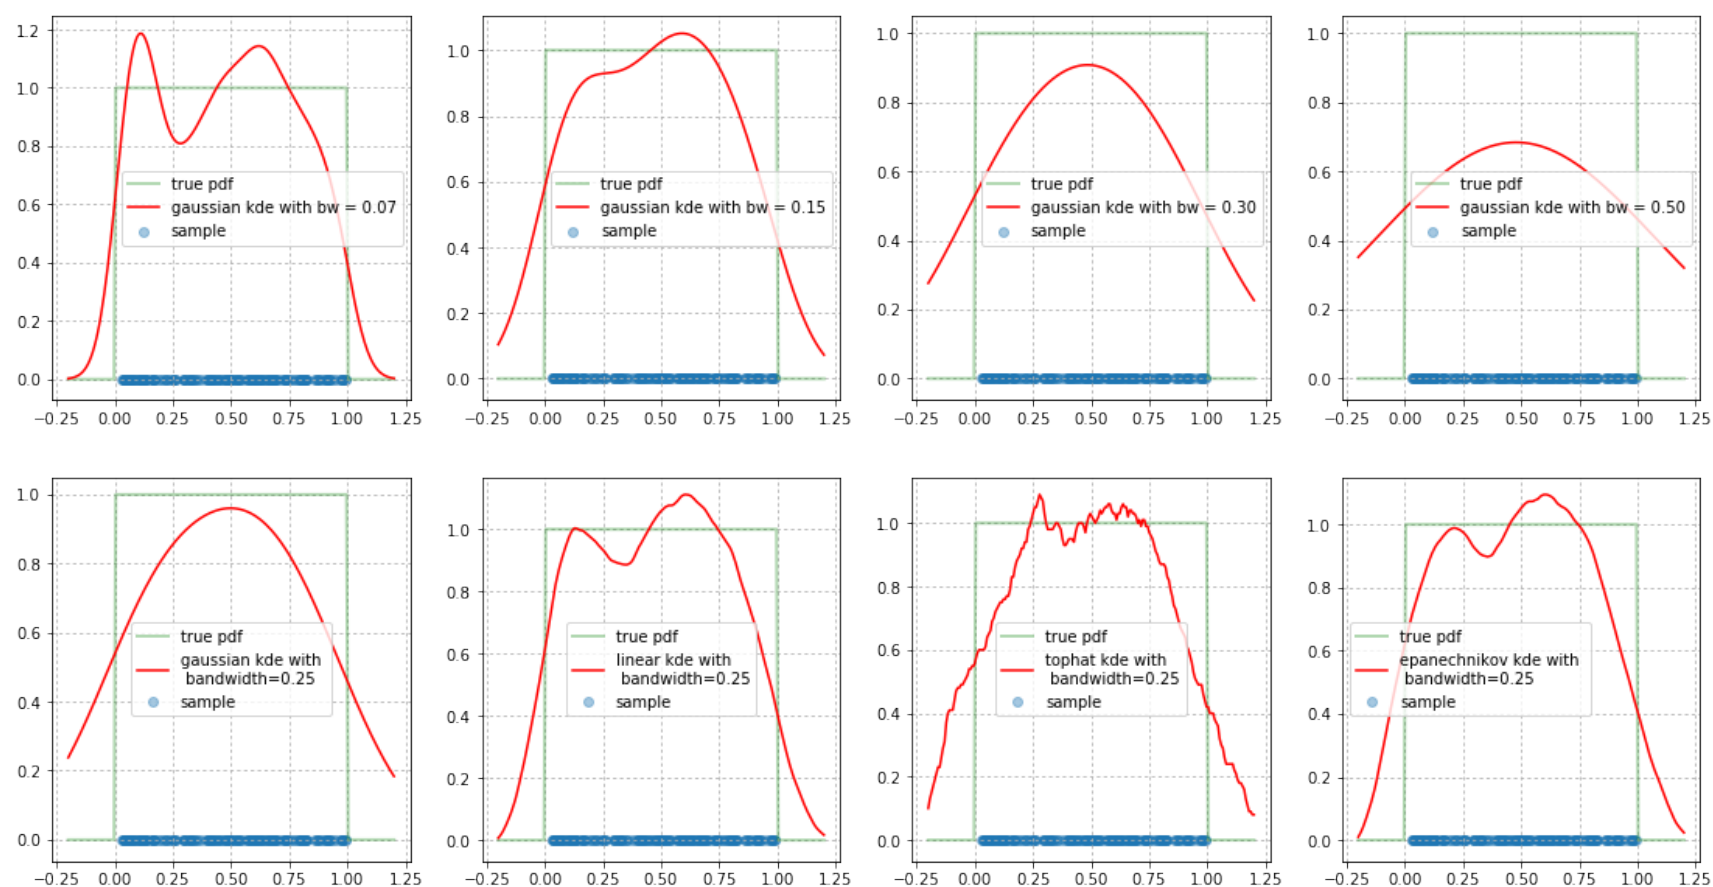 1.2
1.0
0.8
0.6
0.4
0.2
0.0
−0.25 0.00 0.25 0.50 0.75 1.00 1.25
true pdf
gaussian kde with bw = 0.07
sample
1.0
0.8
0.6
0.4
0.2
0.0
−0.25 0.00 0.25 0.50 0.75 1.00 1.25
true pdf
gaussian kde with bw = 0.15
sample
1.0
0.8
0.6
0.4
0.2
0.0
−0.25 0.00 0.25 0.50 0.75 1.00 1.25
true pdf
gaussian kde with bw = 0.30
sample
1.0
0.8
0.6
0.4
0.2
0.0
−0.25 0.00 0.25 0.50 0.75 1.00 1.25
true pdf
gaussian kde with bw = 0.50
sample
1.0
0.8
0.6
0.4
0.2
0.0
−0.25 0.00 0.25 0.50 0.75 1.00 1.25
true pdf
gaussian kde with
bandwidth=0.25
sample
1.0
0.8
0.6
0.4
0.2
0.0
−0.25 0.00 0.25 0.50 0.75 1.00 1.25
true pdf
linear kde with
bandwidth=0.25
sample
1.0
0.8
0.6
0.4
0.2
0.0
−0.25 0.00 0.25 0.50 0.75 1.00 1.25
true pdf
tophat kde with
bandwidth=0.25
sample
1.0
0.8
0.6
0.4
0.2
0.0
−0.25 0.00 0.25 0.50 0.75 1.00 1.25
true pdf
epanechnikov kde with
bandwidth=0.25
sample